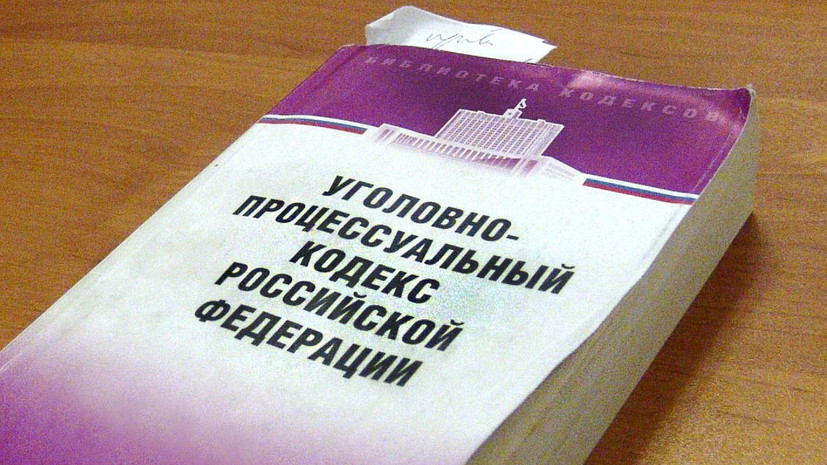 БИБЛИОТЕКА КОДЕКСОВ
УГОЛОВНО-
ПРОЦЕССУАЛЬНЫЙ
КОДЕКС
РОССИЙСКОЙ
ФЕДЕРАЦИИ